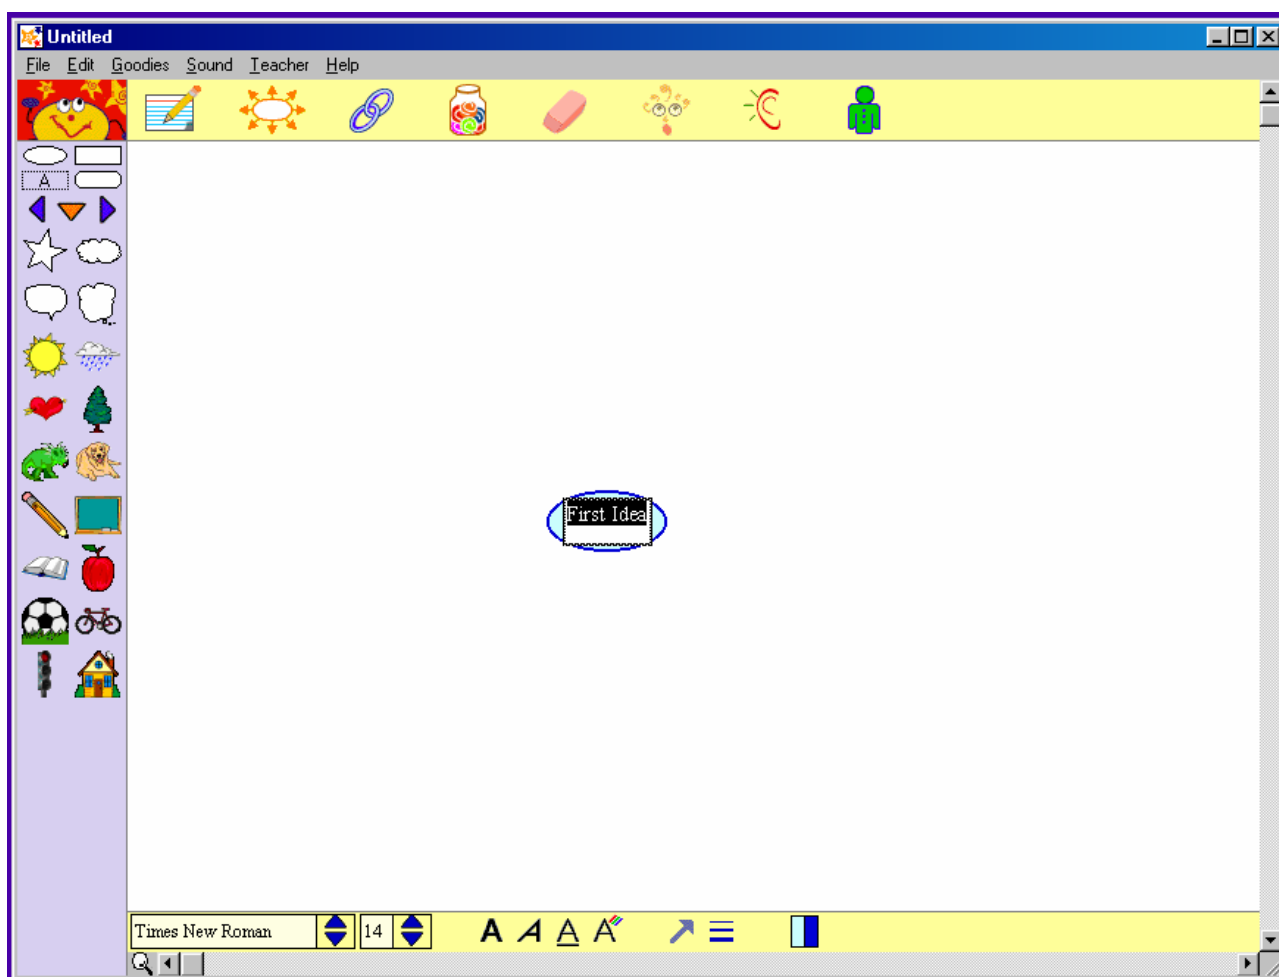 Untitled
File Edit Goodies Sound Teacher Help
A
First Idea
Times New Roman 14 A A A A